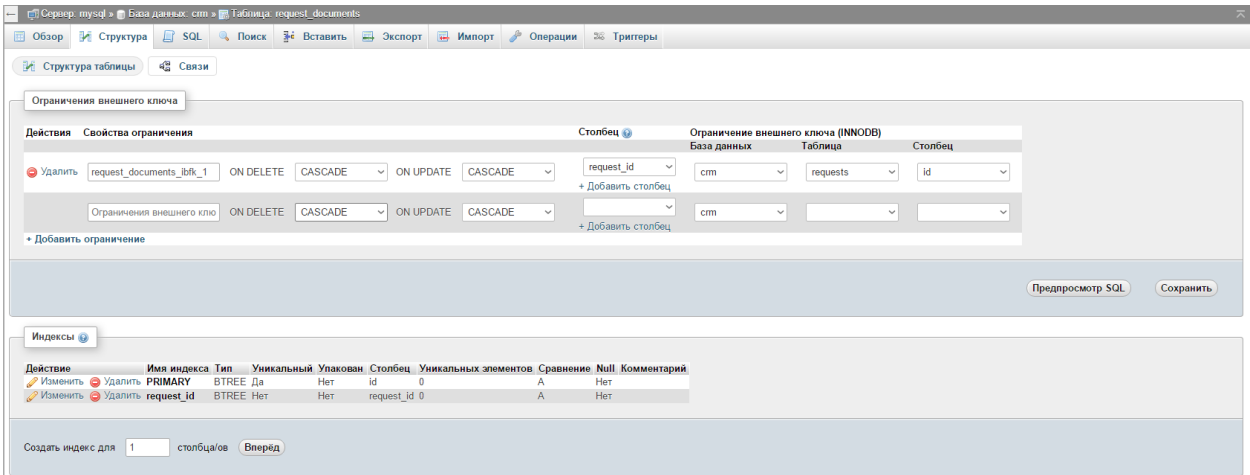 Сервер: mysql » База данных: crm » Таблица: request_documents
Обзор Структура SQL Поиск Вставить Экспорт Импорт Операции Триггеры
Структура таблицы Связи
Ограничения внешнего ключа
Действия Свойства ограничения Столбец Ограничение внешнего ключа (INNODB)
База данных Таблица Столбец
Удалить request_documents_ibfk_1 ON DELETE CASCADE ON UPDATE CASCADE request_id crm requests id
+ Добавить столбец
Ограничения внешнего клю ON DELETE CASCADE ON UPDATE CASCADE crm
+ Добавить столбец
+ Добавить ограничение
Предпросмотр SQL Сохранить
Индексы
Действие Имя индекса Тип Уникальный Упакован Столбец Уникальных элементов Сравнение Null Комментарий
Изменить Удалить PRIMARY BTREE Да Нет id 0 A Нет
Изменить Удалить request_id BTREE Нет Нет request_id 0 A Нет
Создать индекс для 1 столбца/ов Вперёд